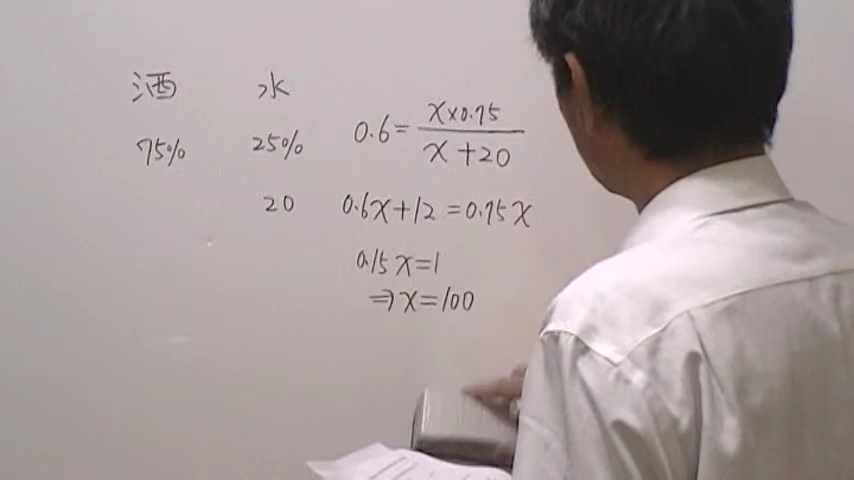 酒 水
75% 25%
20
0.6 = x×0.75 / x+20
0.6x+12=0.75x
0.15x=1
⇒x=100